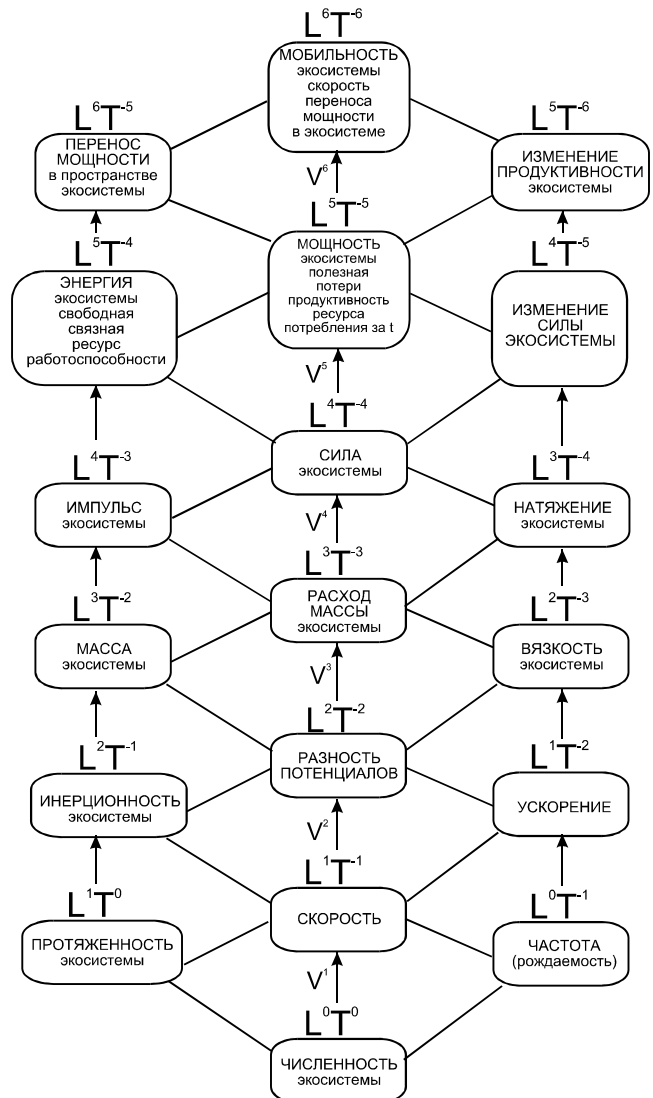 L⁶T⁻⁶
МОБИЛЬНОСТЬ
экосистемы
скорость
переноса
мощности
в экосистеме
L⁶T⁻⁵
ПЕРЕНОС
МОЩНОСТИ
в пространстве
экосистемы
L⁵T⁻⁶
ИЗМЕНЕНИЕ
ПРОДУКТИВНОСТИ
экосистемы
V⁶
L⁵T⁻⁵
МОЩНОСТЬ
экосистемы
полезная
потери
продуктивность
ресурса
потребления за t
L⁵T⁻⁴
ЭНЕРГИЯ
экосистемы
свободная
связная
ресурс
работоспособности
L⁴T⁻⁵
ИЗМЕНЕНИЕ
СИЛЫ
ЭКОСИСТЕМЫ
V⁵
L⁴T⁻⁴
СИЛА
экосистемы
L⁴T⁻³
ИМПУЛЬС
экосистемы
L³T⁻⁴
НАТЯЖЕНИЕ
экосистемы
V⁴
L³T⁻³
РАСХОД
МАССЫ
экосистемы
L³T⁻²
МАССА
экосистемы
L²T⁻³
ВЯЗКОСТЬ
экосистемы
V³
L²T⁻²
РАЗНОСТЬ
ПОТЕНЦИАЛОВ
L²T⁻¹
ИНЕРЦИОННОСТЬ
экосистемы
L¹T⁻²
УСКОРЕНИЕ
V²
L¹T⁻¹
СКОРОСТЬ
L¹T⁰
ПРОТЯЖЕННОСТЬ
экосистемы
L⁰T⁻¹
ЧАСТОТА
(рождаемость)
V¹
L⁰T⁰
ЧИСЛЕННОСТЬ
экосистемы